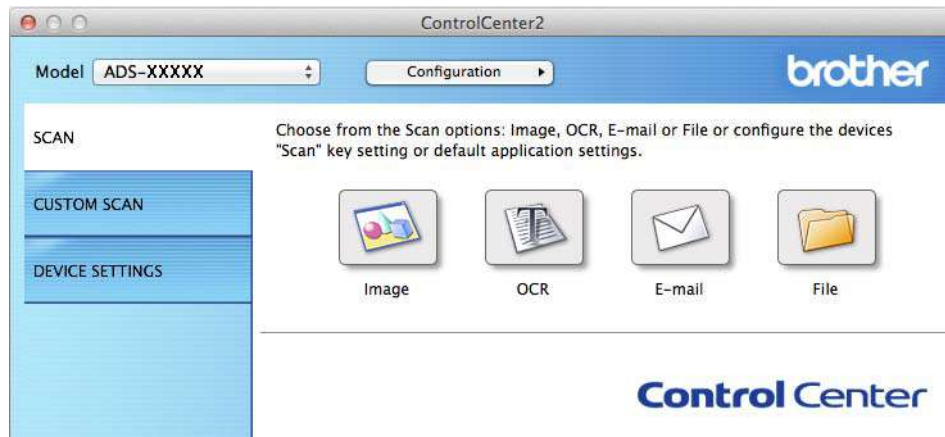 ControlCenter2
Model ADS-XXXXX Configuration brother
SCAN
CUSTOM SCAN
DEVICE SETTINGS
Choose from the Scan options: Image, OCR, E-mail or File or configure the devices
"Scan" key setting or default application settings.
Image OCR E-mail File
Control Center